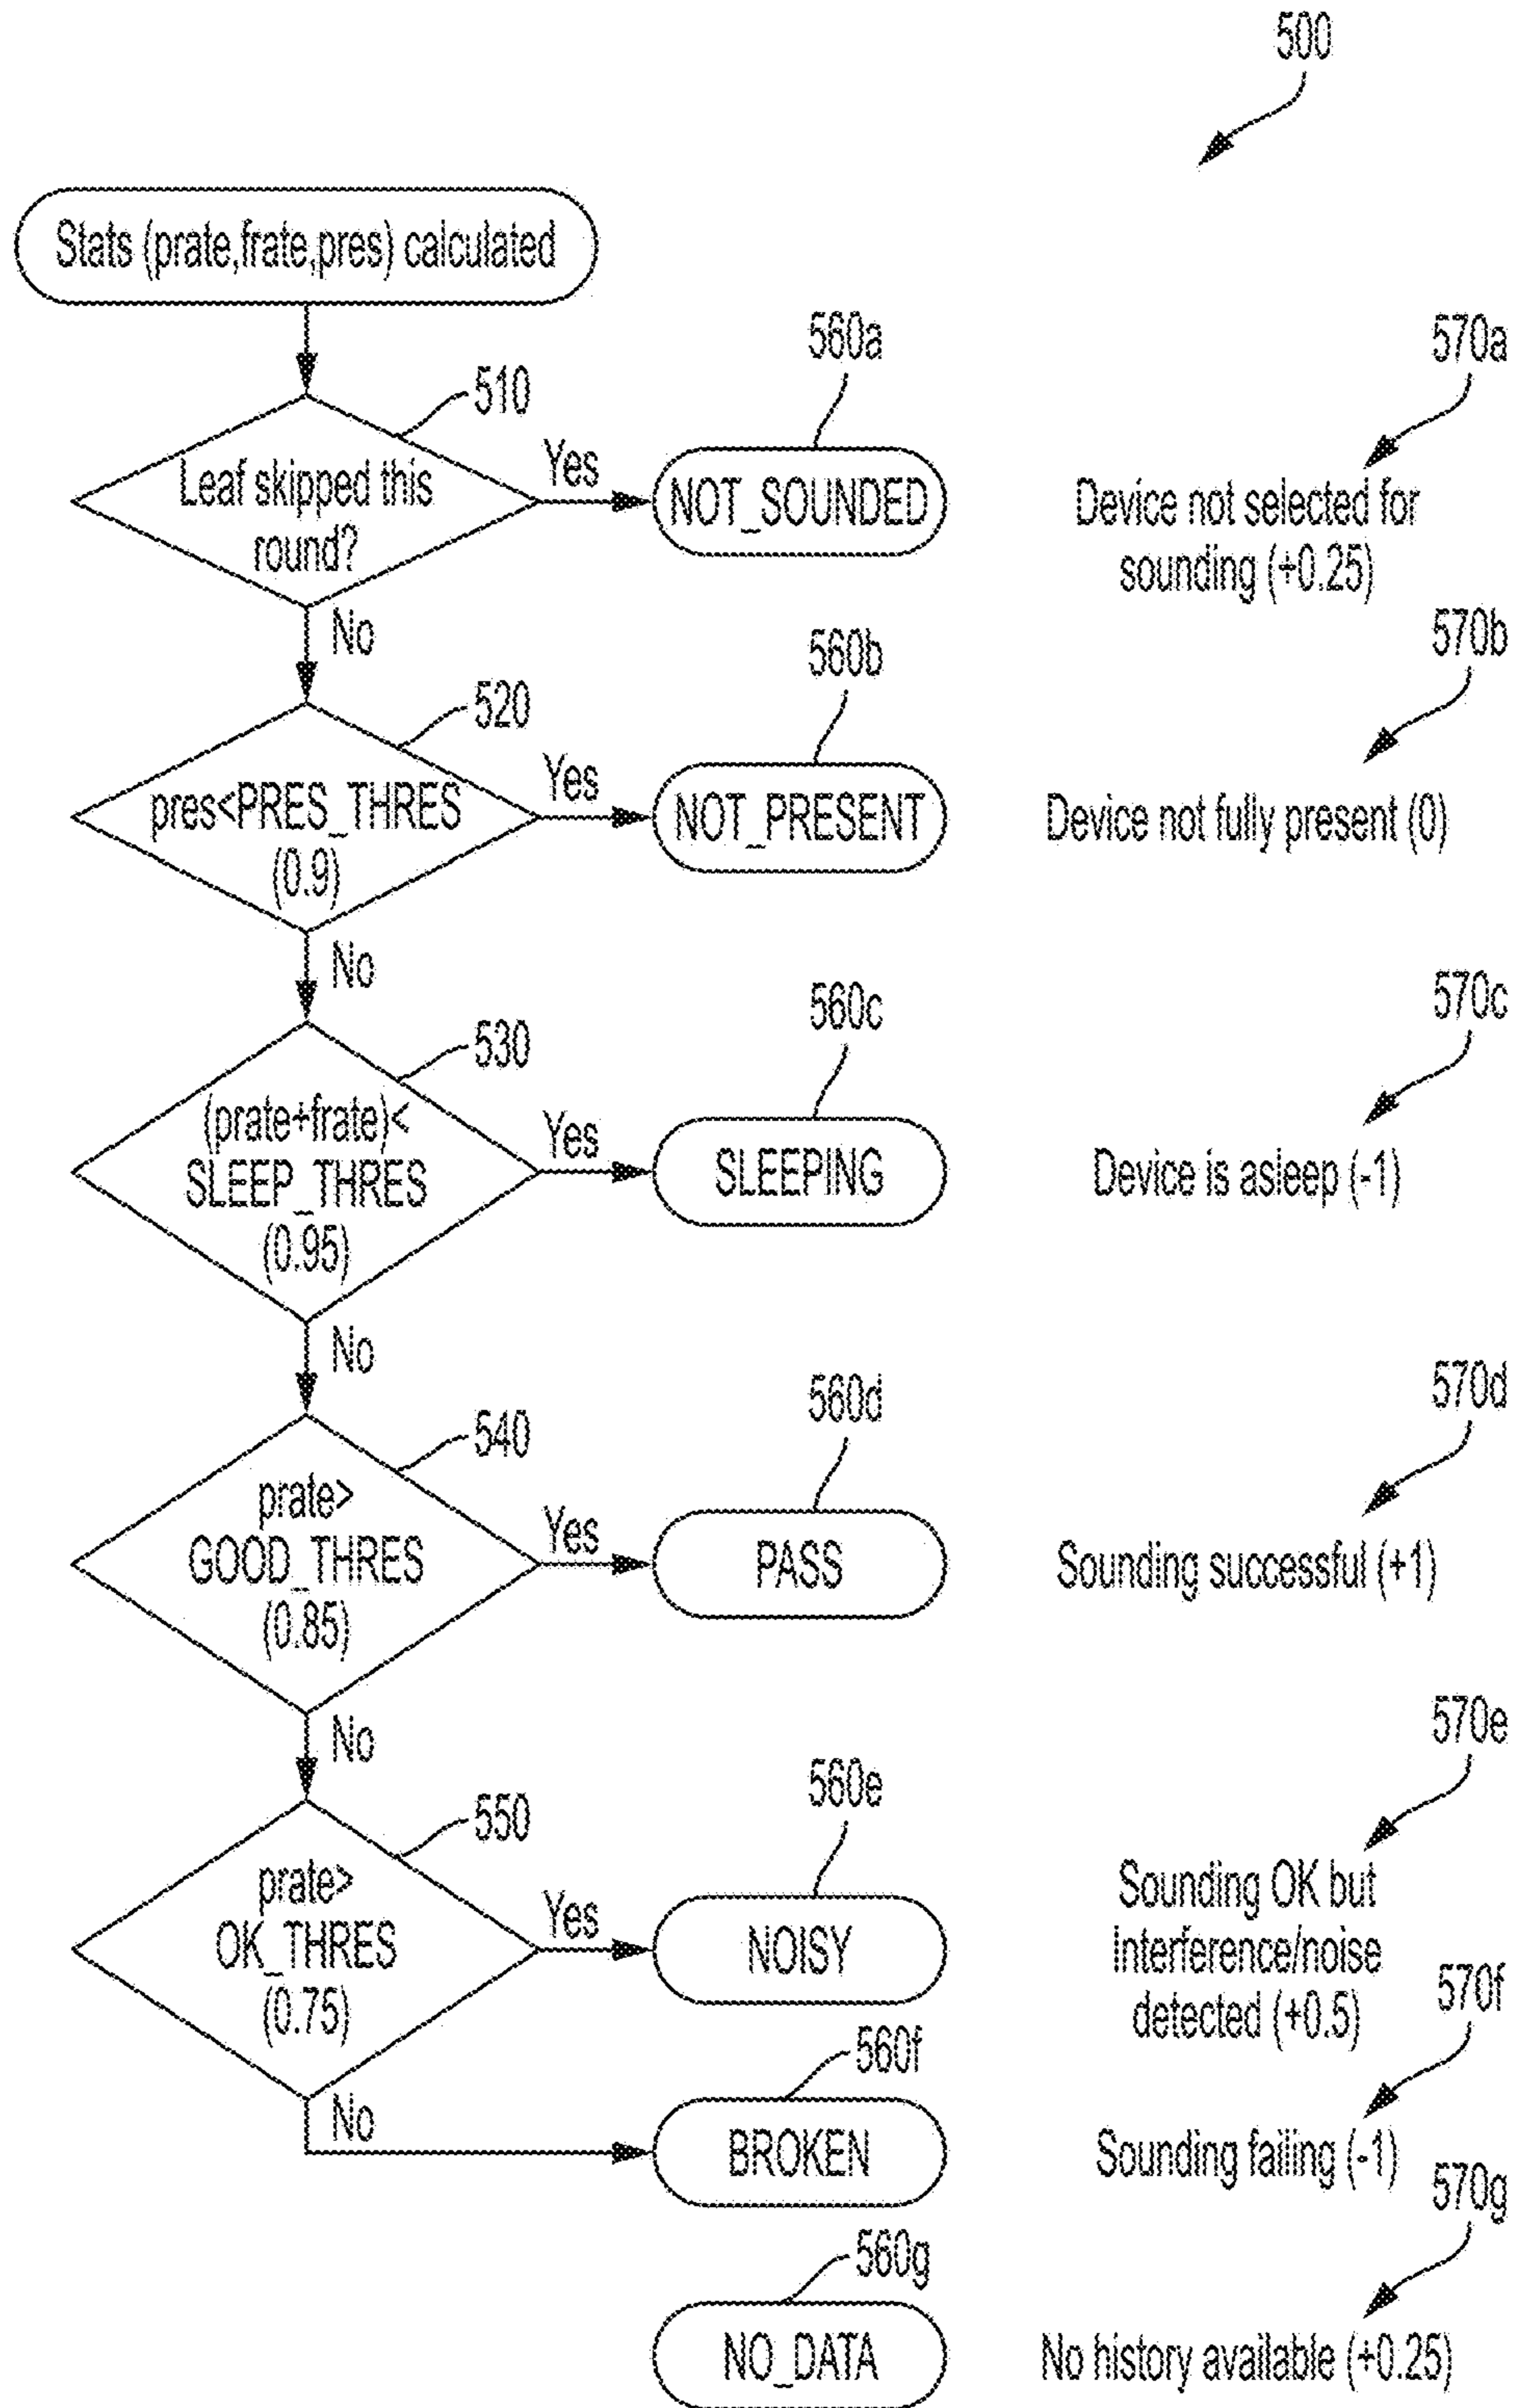 500
Stats (prate,frate,pres) calculated
510
Leaf skipped this
round?
Yes
No
560a
NOT_SOUNDED
570a
Device not selected for
sounding (+0.25)
520
pres<PRES_THRES
(0.9)
Yes
No
560b
NOT_PRESENT
570b
Device not fully present (0)
530
(prate+frate)<
SLEEP_THRES
(0.95)
Yes
No
560c
SLEEPING
570c
Device is asleep (-1)
540
prate>
GOOD_THRES
(0.85)
Yes
No
560d
PASS
570d
Sounding successful (+1)
550
prate>
OK_THRES
(0.75)
Yes
No
560e
NOISY
570e
Sounding OK but
interference/noise
detected (+0.5)
560f
BROKEN
570f
Sounding failing (-1)
560g
NO_DATA
570g
No history available (+0.25)